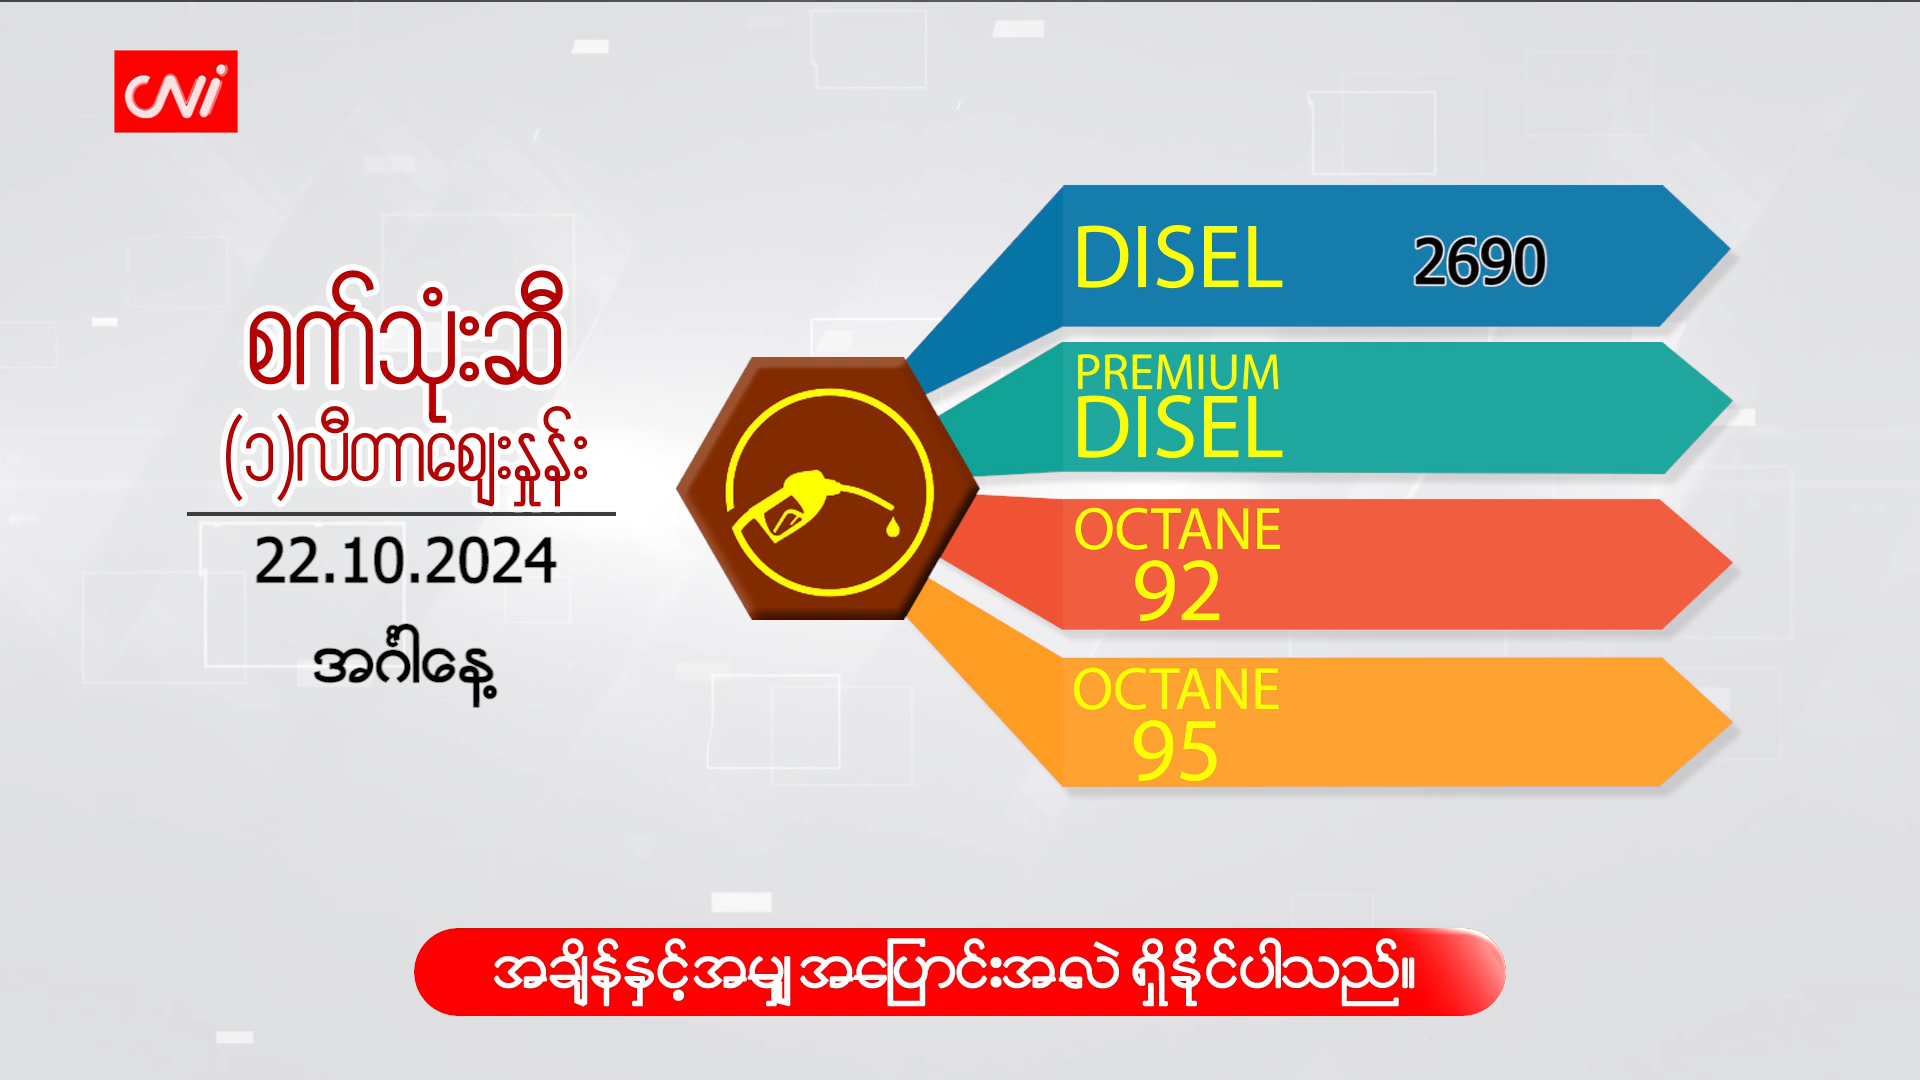 CNi
စက်သုံးဆီ
(၁)လီတာဈေးနှုန်း
22.10.2024
အင်္ဂါနေ့
DISEL 2690
PREMIUM
DISEL
OCTANE
92
OCTANE
95
အချိန်နှင့်အမျှ အပြောင်းအလဲ ရှိနိုင်ပါသည်။